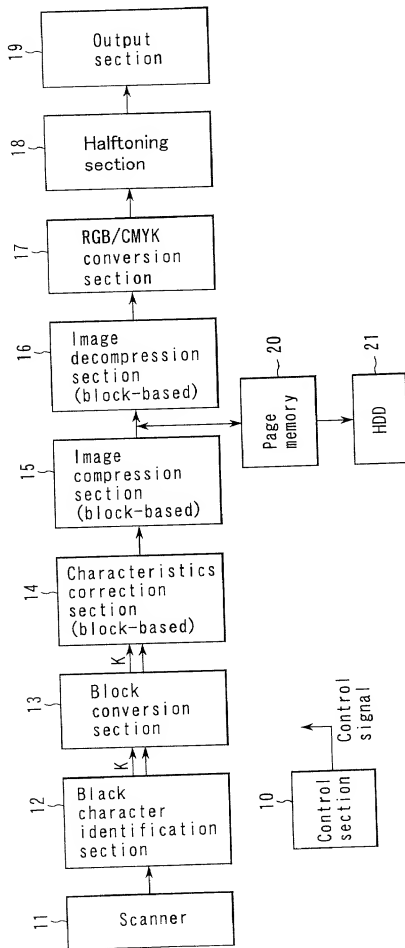 11
Scanner
12
Black
character
identification
section
K
13
Block
conversion
section
K
14
Characteristics
correction
section
(block-based)
15
Image
compression
section
(block-based)
16
Image
decompression
section
(block-based)
17
RGB/CMYK
conversion
section
18
Halftoning
section
19
Output
section
10
Control
section
Control
signal
20
Page
memory
21
HDD